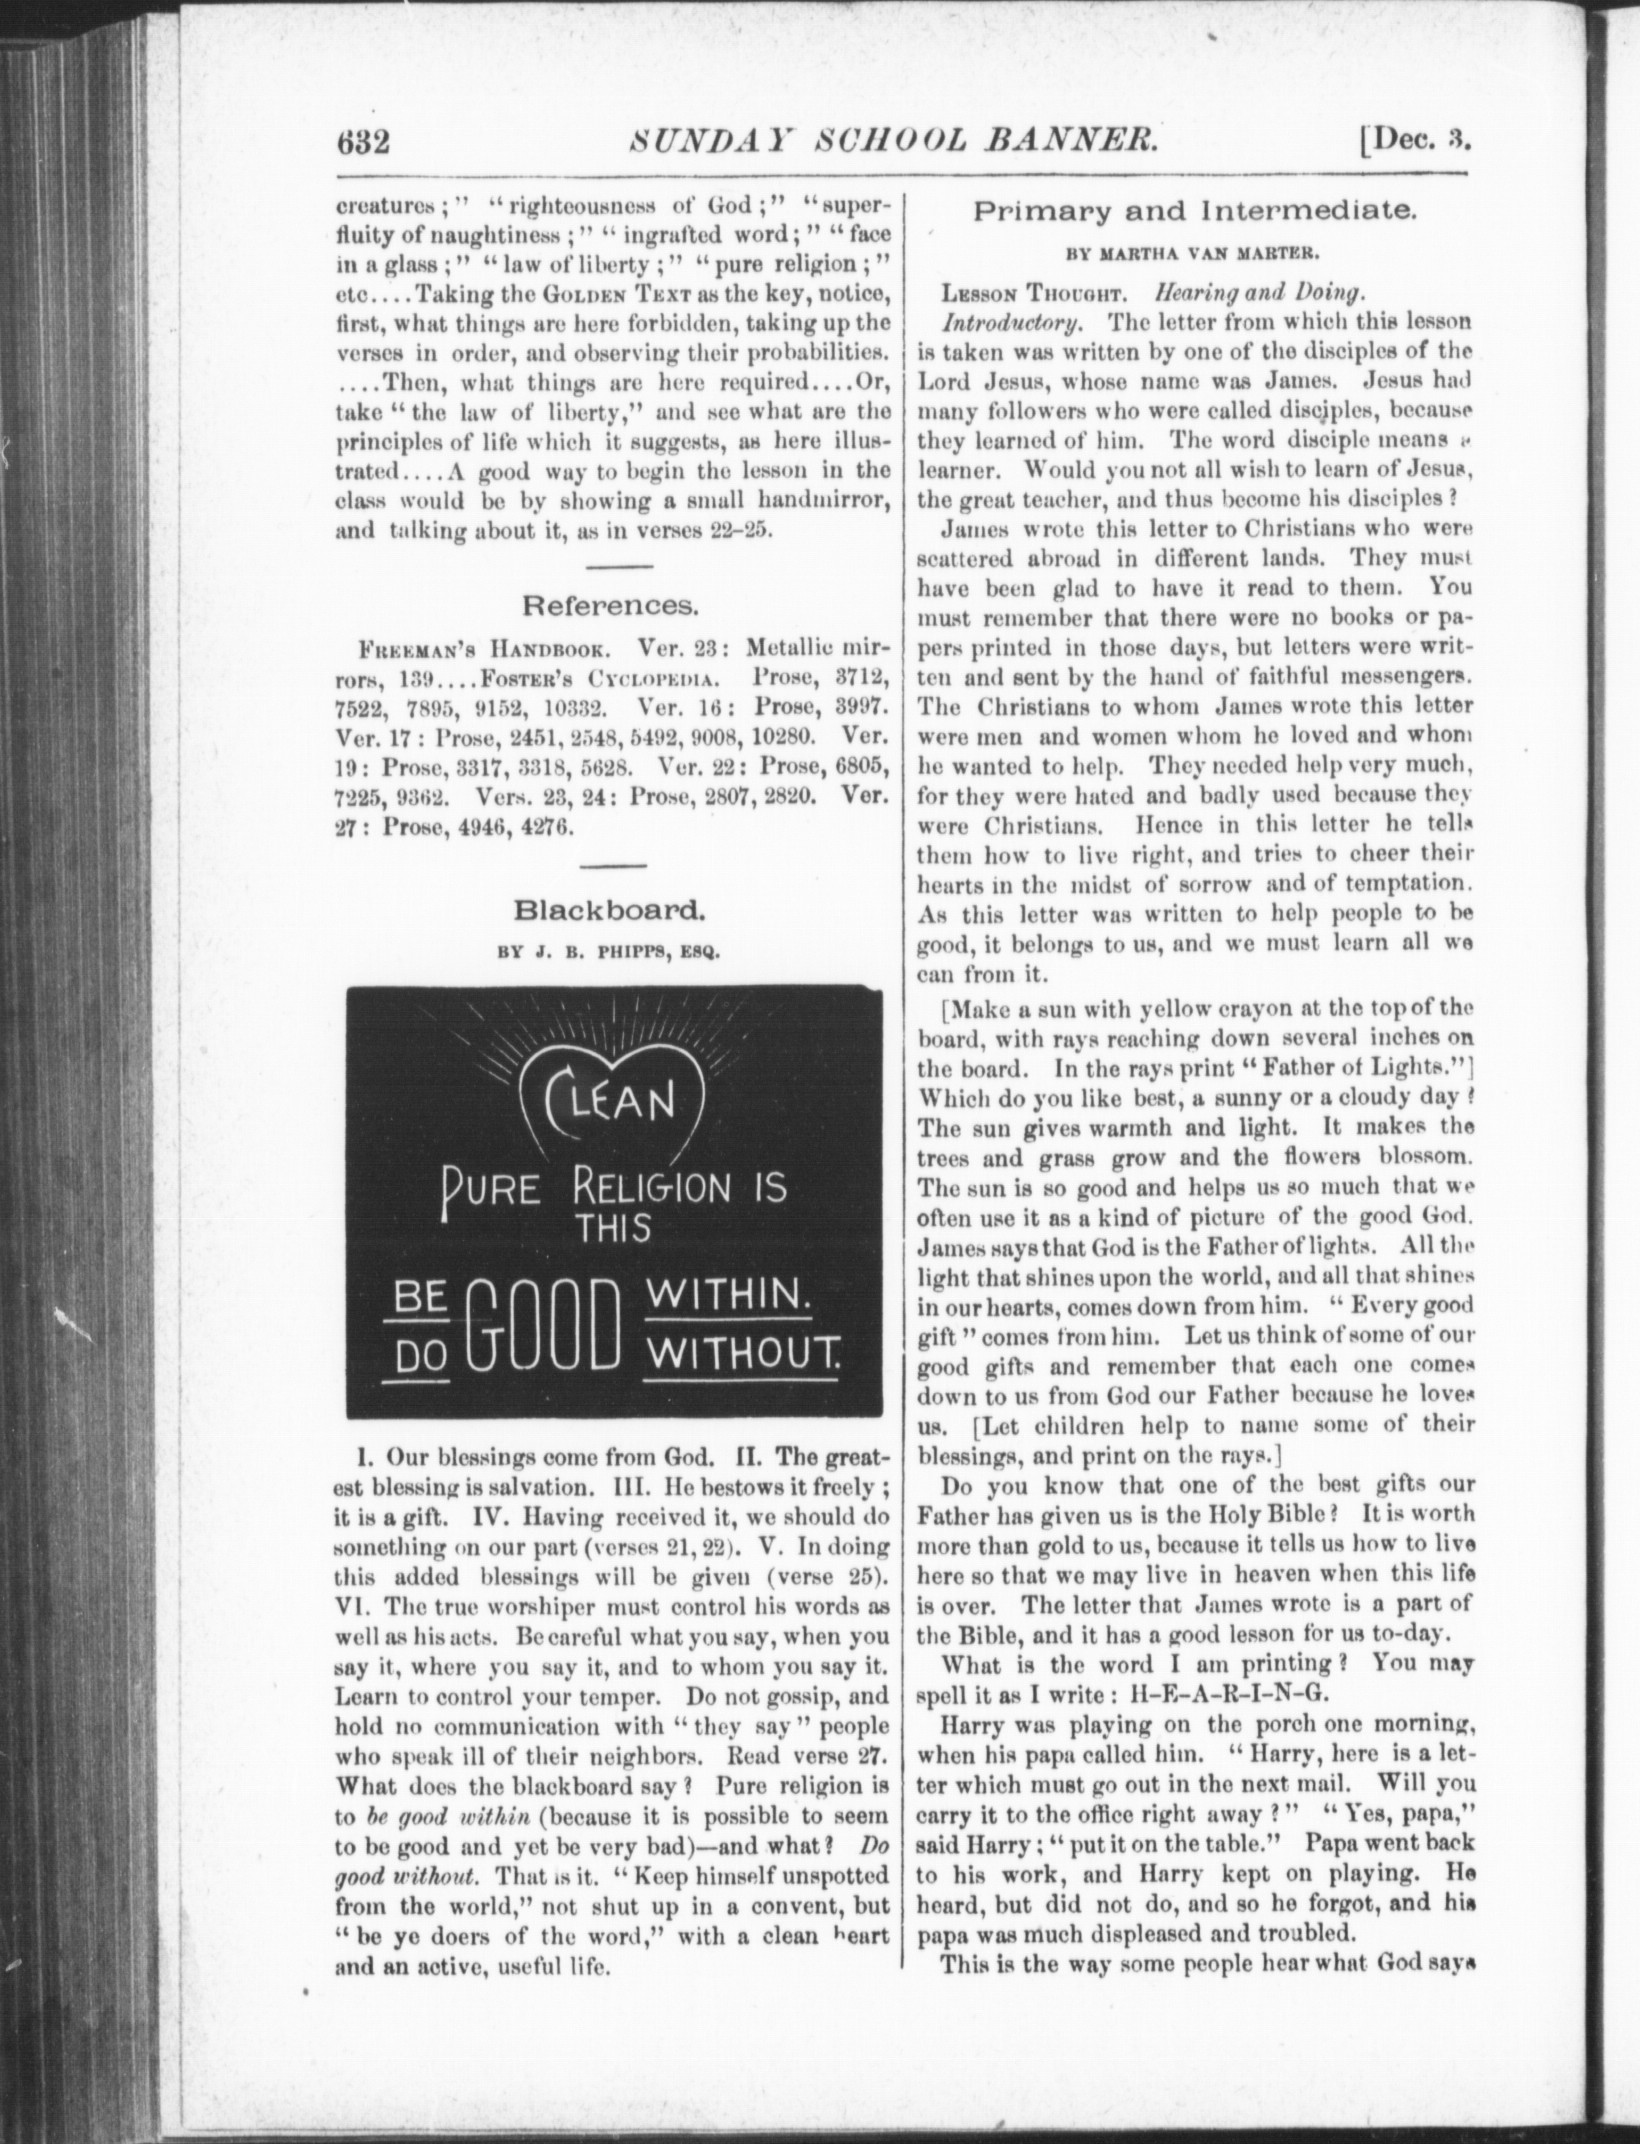 632 SUNDAY SCHOOL BANNER. [Dec. 3.
creatures;" "righteousness of God;" "super-
fluity of naughtiness;" "ingrafted word;" "face
in a glass;" "law of liberty;" "pure religion;"
etc....Taking the GOLDEN TEXT as the key, notice,
first, what things are here forbidden, taking up the
verses in order, and observing their probabilities.
....Then, what things are here required....Or,
take "the law of liberty," and see what are the
principles of life which it suggests, as here illus-
trated....A good way to begin the lesson in the
class would be by showing a small handmirror,
and talking about it, as in verses 22–25.
References.
FREEMAN'S HANDBOOK. Ver. 23: Metallic mir-
rors, 139....FOSTER'S CYCLOPEDIA. Prose, 3712,
7522, 7895, 9152, 10332. Ver. 16: Prose, 3997.
Ver. 17: Prose, 2451, 2548, 5492, 9008, 10280. Ver.
19: Prose, 3317, 3318, 5628. Ver. 22: Prose, 6805,
7225, 9362. Vers. 23, 24: Prose, 2807, 2820. Ver.
27: Prose, 4946, 4276.
Blackboard.
BY J. B. PHIPPS, ESQ.
CLEAN
PURE RELIGION IS
THIS
BE GOOD WITHIN.
DO WITHOUT.
I. Our blessings come from God. II. The great-
est blessing is salvation. III. He bestows it freely;
it is a gift. IV. Having received it, we should do
something on our part (verses 21, 22). V. In doing
this added blessings will be given (verse 25).
VI. The true worshiper must control his words as
well as his acts. Be careful what you say, when you
say it, where you say it, and to whom you say it.
Learn to control your temper. Do not gossip, and
hold no communication with "they say" people
who speak ill of their neighbors. Read verse 27.
What does the blackboard say? Pure religion is
to be good within (because it is possible to seem
to be good and yet be very bad)—and what? Do
good without. That is it. "Keep himself unspotted
from the world," not shut up in a convent, but
"be ye doers of the word," with a clean heart
and an active, useful life.
Primary and Intermediate.
BY MARTHA VAN MARTER.
LESSON THOUGHT. Hearing and Doing.
Introductory. The letter from which this lesson
is taken was written by one of the disciples of the
Lord Jesus, whose name was James. Jesus had
many followers who were called disciples, because
they learned of him. The word disciple means a
learner. Would you not all wish to learn of Jesus,
the great teacher, and thus become his disciples?
James wrote this letter to Christians who were
scattered abroad in different lands. They must
have been glad to have it read to them. You
must remember that there were no books or pa-
pers printed in those days, but letters were writ-
ten and sent by the hand of faithful messengers.
The Christians to whom James wrote this letter
were men and women whom he loved and whom
he wanted to help. They needed help very much,
for they were hated and badly used because they
were Christians. Hence in this letter he tells
them how to live right, and tries to cheer their
hearts in the midst of sorrow and of temptation.
As this letter was written to help people to be
good, it belongs to us, and we must learn all we
can from it.
[Make a sun with yellow crayon at the top of the
board, with rays reaching down several inches on
the board. In the rays print "Father of Lights."]
Which do you like best, a sunny or a cloudy day?
The sun gives warmth and light. It makes the
trees and grass grow and the flowers blossom.
The sun is so good and helps us so much that we
often use it as a kind of picture of the good God.
James says that God is the Father of lights. All the
light that shines upon the world, and all that shines
in our hearts, comes down from him. "Every good
gift" comes from him. Let us think of some of our
good gifts and remember that each one comes
down to us from God our Father because he loves
us. [Let children help to name some of their
blessings, and print on the rays.]
Do you know that one of the best gifts our
Father has given us is the Holy Bible? It is worth
more than gold to us, because it tells us how to live
here so that we may live in heaven when this life
is over. The letter that James wrote is a part of
the Bible, and it has a good lesson for us to-day.
What is the word I am printing? You may
spell it as I write: H–E–A–R–I–N–G.
Harry was playing on the porch one morning,
when his papa called him. "Harry, here is a let-
ter which must go out in the next mail. Will you
carry it to the office right away?" "Yes, papa,"
said Harry; "put it on the table." Papa went back
to his work, and Harry kept on playing. He
heard, but did not do, and so he forgot, and his
papa was much displeased and troubled.
This is the way some people hear what God says